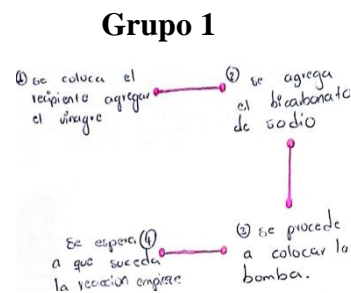 Grupo 1
① se coloca el
recipiente agregar
el vinagre
② se agrega
el bicarbonato
de sodio
③ se procede
a colocar la
bomba.
Se espera ④
a que suceda
la reacción empiece